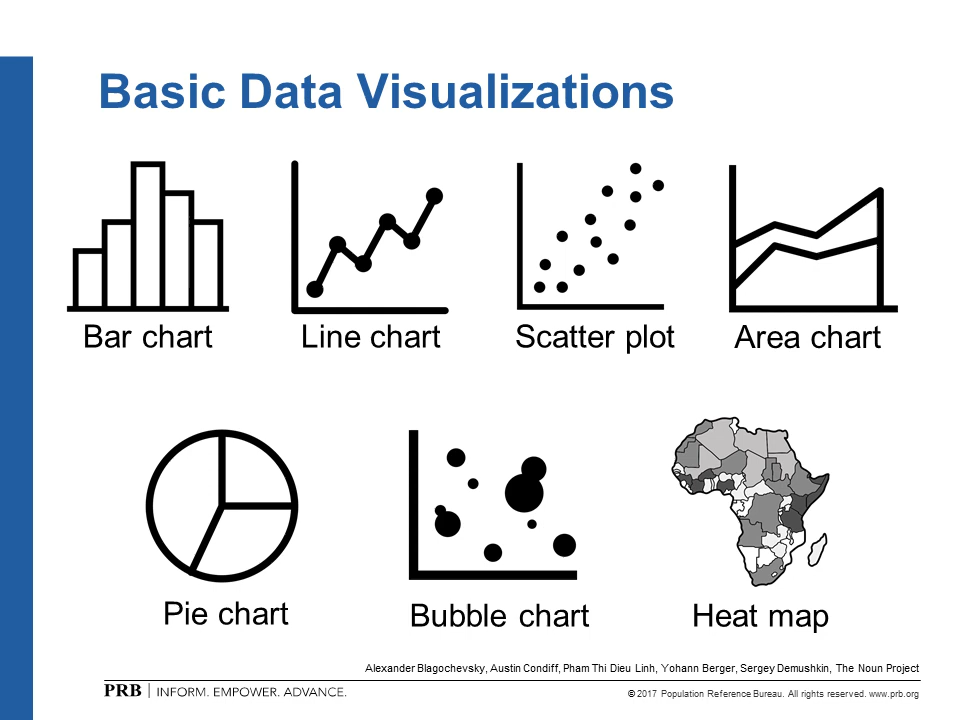 Basic Data Visualizations
Bar chart
Line chart
Scatter plot
Area chart
Pie chart
Bubble chart
Heat map
Alexander Blagochevsky, Austin Condiff, Pham Thi Dieu Linh, Yohann Berger, Sergey Demushkin, The Noun Project
PRB | INFORM. EMPOWER. ADVANCE.
© 2017 Population Reference Bureau. All rights reserved. www.prb.org